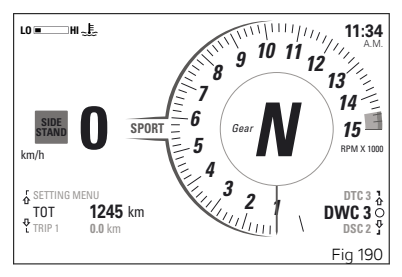 LO HI
11:34
A.M.
SIDE
STAND
0
km/h
SPORT
Gear
N
1
2
3
4
5
6
7
8
9
10
11
12
13
14
15
RPM X 1000
SETTING MENU
TOT 1245 km
TRIP 1 0.0 km
DTC 3
DWC 3
DSC 2
Fig 190